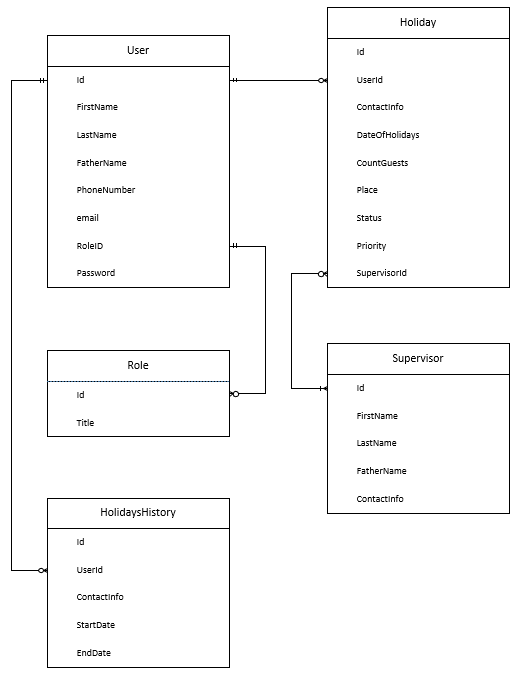 User
Id
FirstName
LastName
FatherName
PhoneNumber
email
RoleID
Password
Holiday
Id
UserId
ContactInfo
DateOfHolidays
CountGuests
Place
Status
Priority
SupervisorId
Role
Id
Title
Supervisor
Id
FirstName
LastName
FatherName
ContactInfo
HolidaysHistory
Id
UserId
ContactInfo
StartDate
EndDate